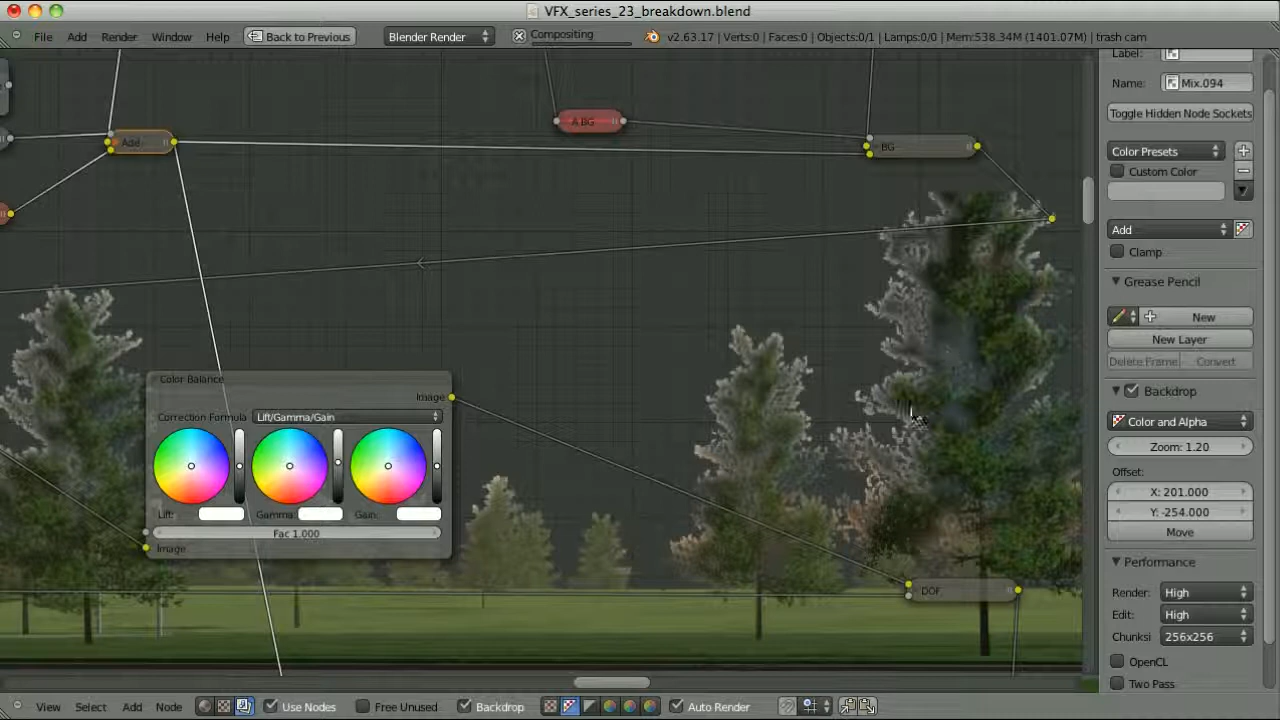 VFX_series_23_breakdown.blend
File Add Render Window Help Back to Previous Blender Render Compositing v2.63.17 | Verts:0 | Faces:0 | Objects:0/1 | Lamps:0/0 | Mem:538.34M (1401.07M) | trash cam
Label:
Name: Mix.094
Toggle Hidden Node Sockets
Color Presets
Custom Color
Add
Clamp
Grease Pencil
New
New Layer
Delete Frame Convert
Backdrop
Color and Alpha
Zoom: 1.20
Offset:
X: 201.000
Y: -254.000
Move
Performance
Render: High
Edit: High
Chunksi 256x256
OpenCL
Two Pass
A BG
Add
BG
Color Balance
Image
Correction Formula Lift/Gamma/Gain
Lift: Gamma: Gain:
Fac 1.000
Image
DOF
View Select Add Node Use Nodes Free Unused Backdrop Auto Render